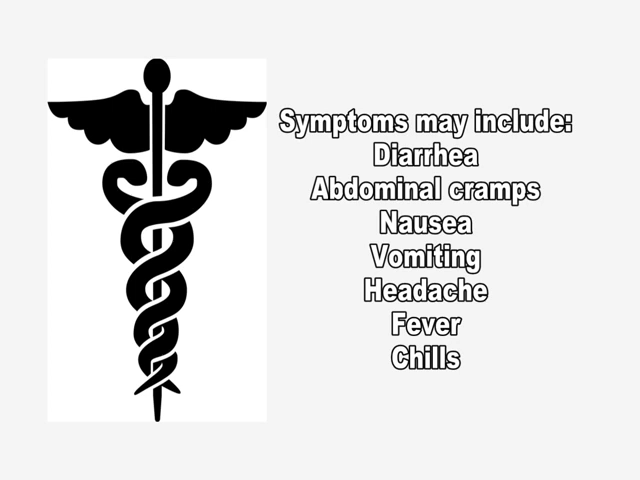 Symptoms may include:
Diarrhea
Abdominal cramps
Nausea
Vomiting
Headache
Fever
Chills